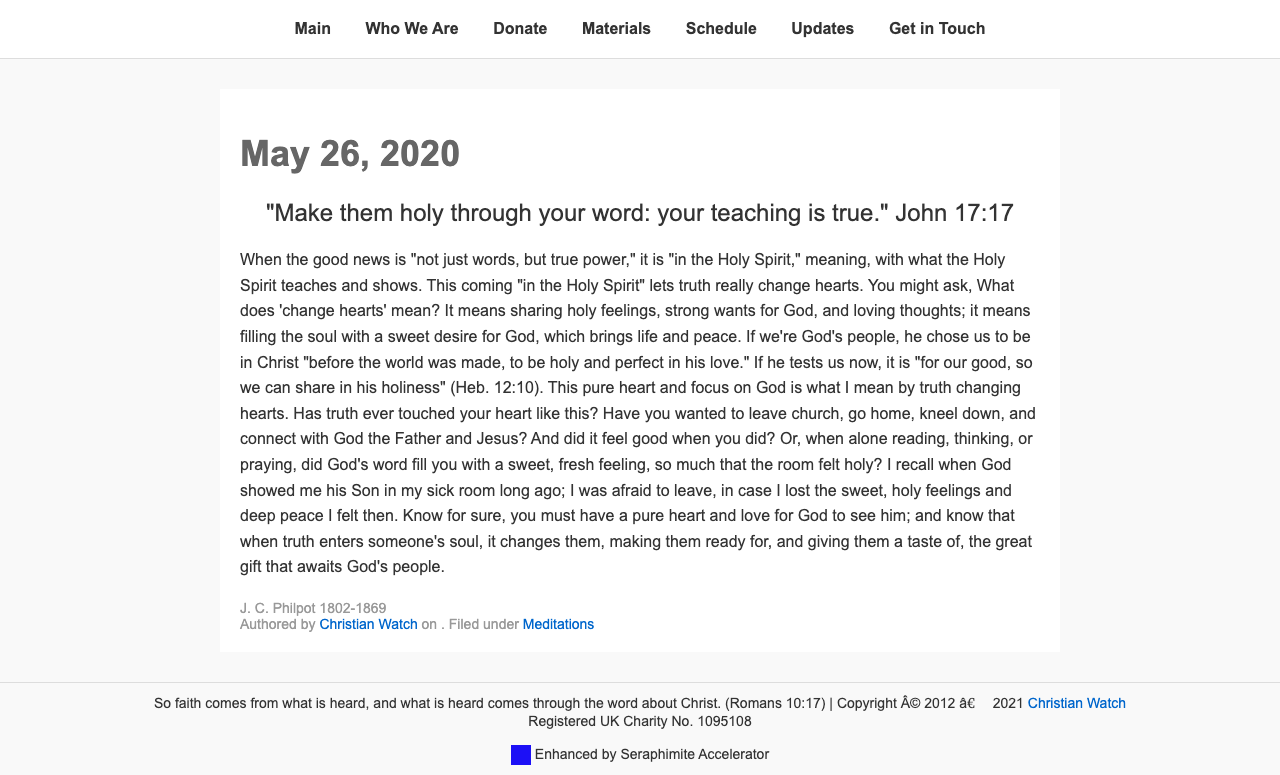 Main Who We Are Donate Materials Schedule Updates Get in Touch
May 26, 2020
"Make them holy through your word: your teaching is true." John 17:17
When the good news is "not just words, but true power," it is "in the Holy Spirit," meaning, with what the Holy
Spirit teaches and shows. This coming "in the Holy Spirit" lets truth really change hearts. You might ask, What
does 'change hearts' mean? It means sharing holy feelings, strong wants for God, and loving thoughts; it means
filling the soul with a sweet desire for God, which brings life and peace. If we're God's people, he chose us to be
in Christ "before the world was made, to be holy and perfect in his love." If he tests us now, it is "for our good, so
we can share in his holiness" (Heb. 12:10). This pure heart and focus on God is what I mean by truth changing
hearts. Has truth ever touched your heart like this? Have you wanted to leave church, go home, kneel down, and
connect with God the Father and Jesus? And did it feel good when you did? Or, when alone reading, thinking, or
praying, did God's word fill you with a sweet, fresh feeling, so much that the room felt holy? I recall when God
showed me his Son in my sick room long ago; I was afraid to leave, in case I lost the sweet, holy feelings and
deep peace I felt then. Know for sure, you must have a pure heart and love for God to see him; and know that
when truth enters someone's soul, it changes them, making them ready for, and giving them a taste of, the great
gift that awaits God's people.
J. C. Philpot 1802-1869
Authored by Christian Watch on . Filed under Meditations
So faith comes from what is heard, and what is heard comes through the word about Christ. (Romans 10:17) | Copyright Â© 2012 â€ 2021 Christian Watch
Registered UK Charity No. 1095108
Enhanced by Seraphimite Accelerator